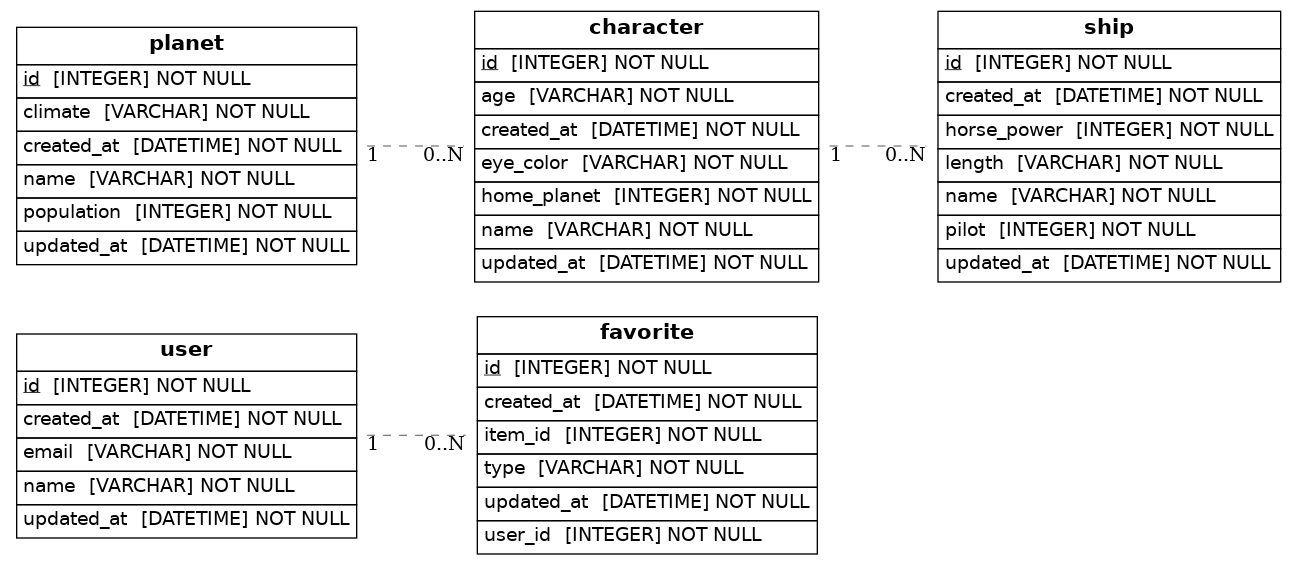 planet
id [INTEGER] NOT NULL
climate [VARCHAR] NOT NULL
created_at [DATETIME] NOT NULL
name [VARCHAR] NOT NULL
population [INTEGER] NOT NULL
updated_at [DATETIME] NOT NULL
1
0..N
character
id [INTEGER] NOT NULL
age [VARCHAR] NOT NULL
created_at [DATETIME] NOT NULL
eye_color [VARCHAR] NOT NULL
home_planet [INTEGER] NOT NULL
name [VARCHAR] NOT NULL
updated_at [DATETIME] NOT NULL
1
0..N
ship
id [INTEGER] NOT NULL
created_at [DATETIME] NOT NULL
horse_power [INTEGER] NOT NULL
length [VARCHAR] NOT NULL
name [VARCHAR] NOT NULL
pilot [INTEGER] NOT NULL
updated_at [DATETIME] NOT NULL
user
id [INTEGER] NOT NULL
created_at [DATETIME] NOT NULL
email [VARCHAR] NOT NULL
name [VARCHAR] NOT NULL
updated_at [DATETIME] NOT NULL
1
0..N
favorite
id [INTEGER] NOT NULL
created_at [DATETIME] NOT NULL
item_id [INTEGER] NOT NULL
type [VARCHAR] NOT NULL
updated_at [DATETIME] NOT NULL
user_id [INTEGER] NOT NULL